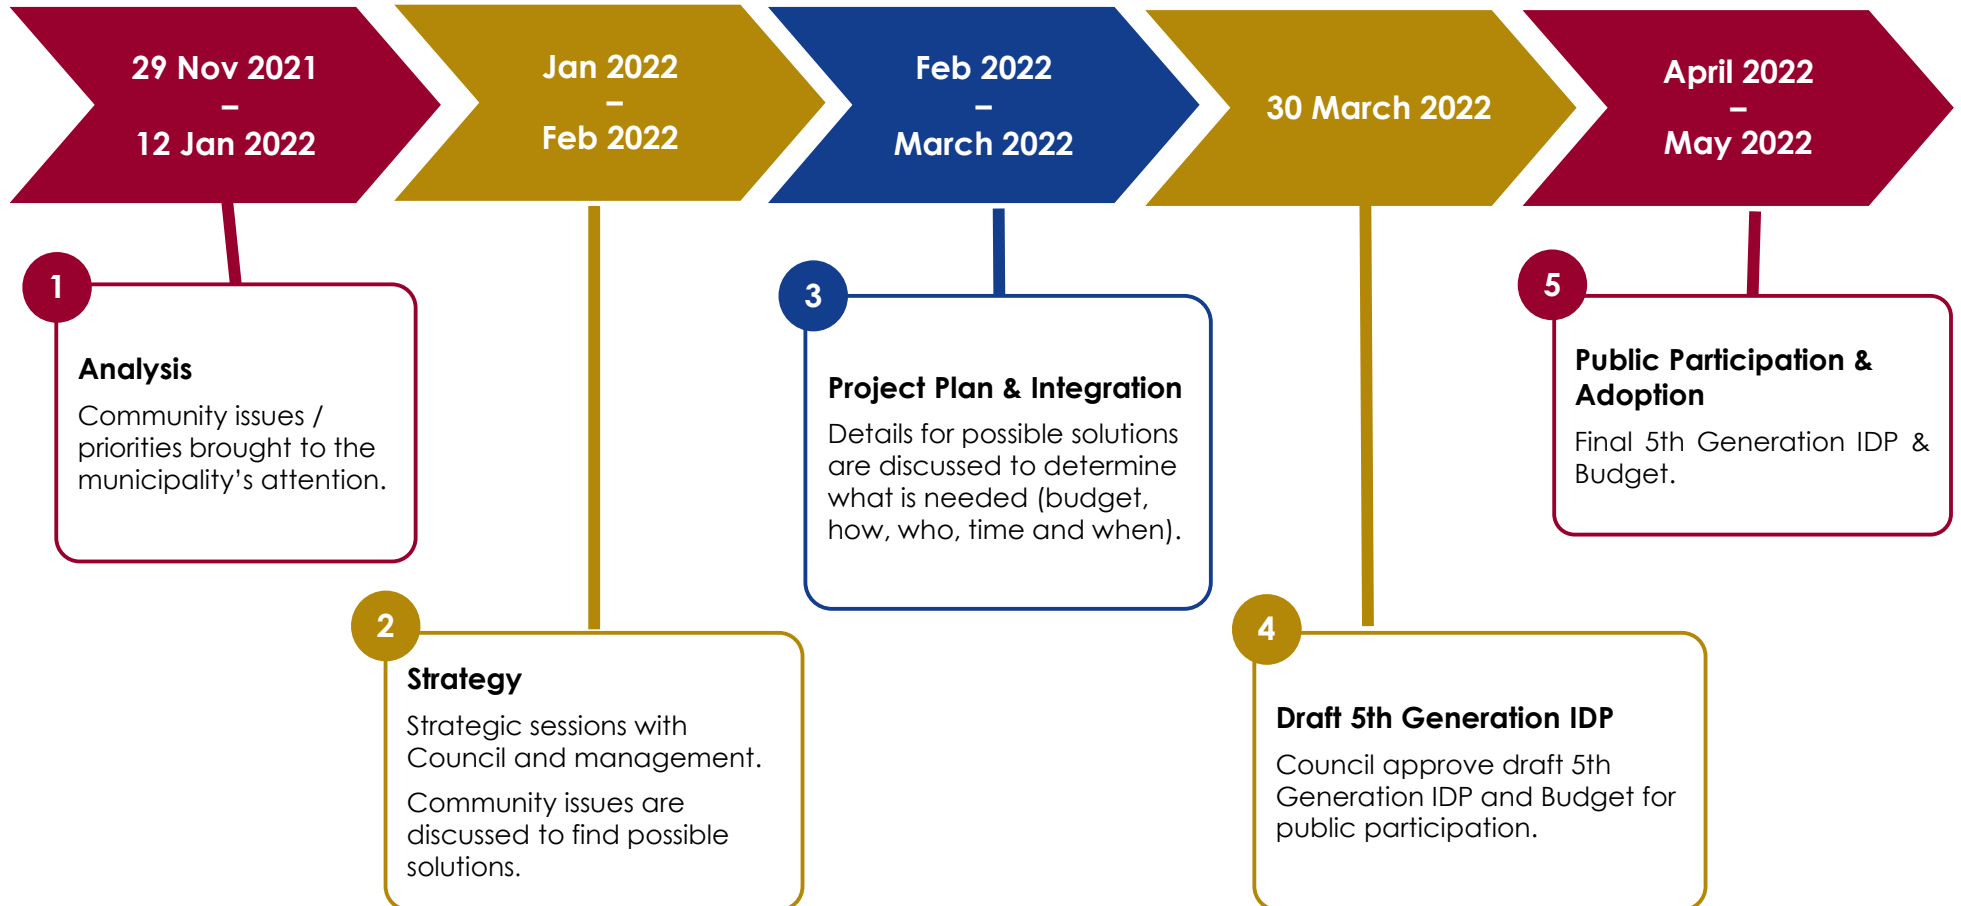 29 Nov 2021
–
12 Jan 2022
Jan 2022
–
Feb 2022
Feb 2022
–
March 2022
30 March 2022
April 2022
–
May 2022
1
Analysis
Community issues /
priorities brought to the
municipality’s attention.
2
Strategy
Strategic sessions with
Council and management.
Community issues are
discussed to find possible
solutions.
3
Project Plan & Integration
Details for possible solutions
are discussed to determine
what is needed (budget,
how, who, time and when).
4
Draft 5th Generation IDP
Council approve draft 5th
Generation IDP and Budget for
public participation.
5
Public Participation &
Adoption
Final 5th Generation IDP &
Budget.